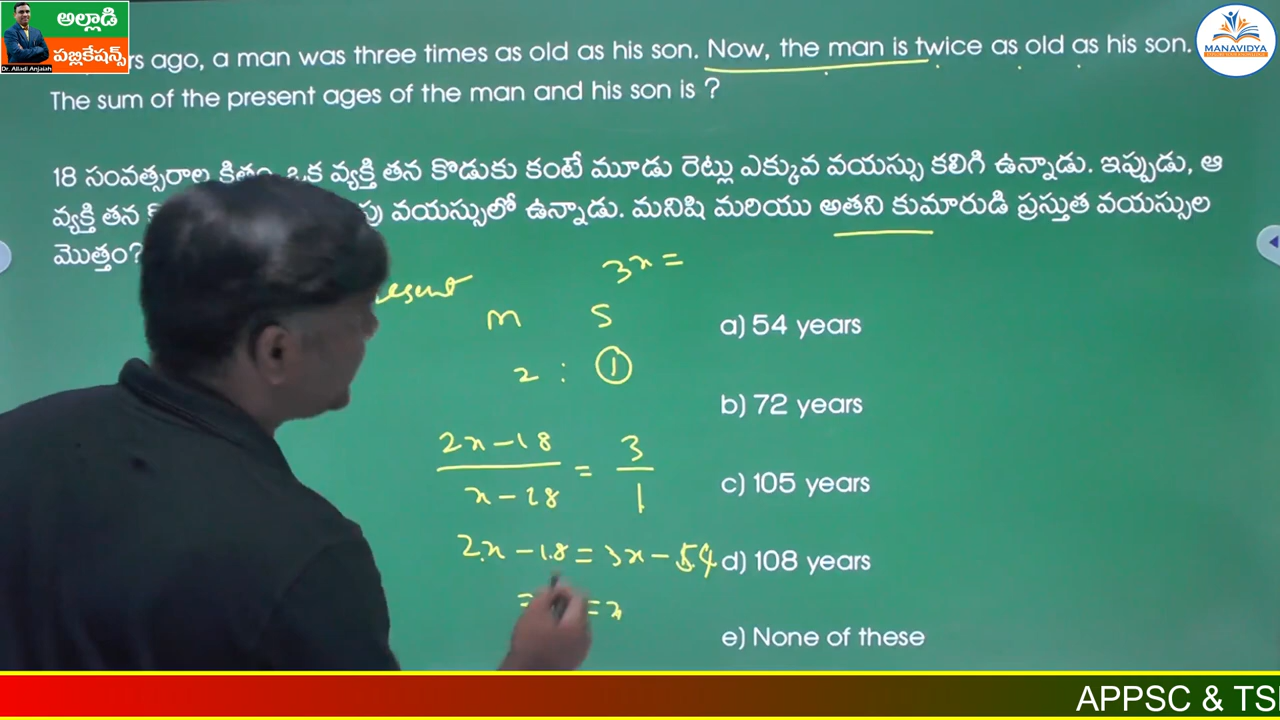 అల్లాడి
పబ్లికేషన్స్
Dr. Alladi Anjaiah
MANAVIDYA
ago, a man was three times as old as his son. Now, the man is twice as old as his son.
The sum of the present ages of the man and his son is ?
18 సంవత్సరాల క్రితం, ఒక వ్యక్తి తన కొడుకు కంటే మూడు రెట్లు ఎక్కువ వయస్సు కలిగి ఉన్నాడు. ఇప్పుడు, ఆ
వ్యక్తి తన వయస్సులో ఉన్నాడు. మనిషి మరియు అతని కుమారుడి ప్రస్తుత వయస్సుల
మొత్తం?
3x =
m s
2 : 1
2x-18 / x-18 = 3 / 1
2x - 18 = 3x - 54
= x
a) 54 years
b) 72 years
c) 105 years
d) 108 years
e) None of these
APPSC & TS